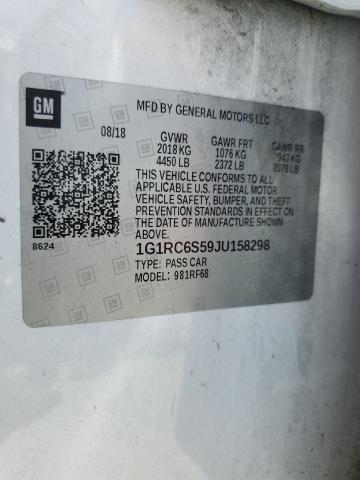 GM
MFD BY GENERAL MOTORS LLC
08/18 GVWR GAWR FRT GAWR RR
2018 KG 1076 KG 943 KG
4450 LB 2372 LB 2078 LB
THIS VEHICLE CONFORMS TO ALL
APPLICABLE U.S. FEDERAL MOTOR
VEHICLE SAFETY, BUMPER, AND THEFT
PREVENTION STANDARDS IN EFFECT ON
THE DATE OF MANUFACTURE SHOWN
ABOVE.
8624
1G1RC6S59JU158298
TYPE: PASS CAR
MODEL: 981RF68